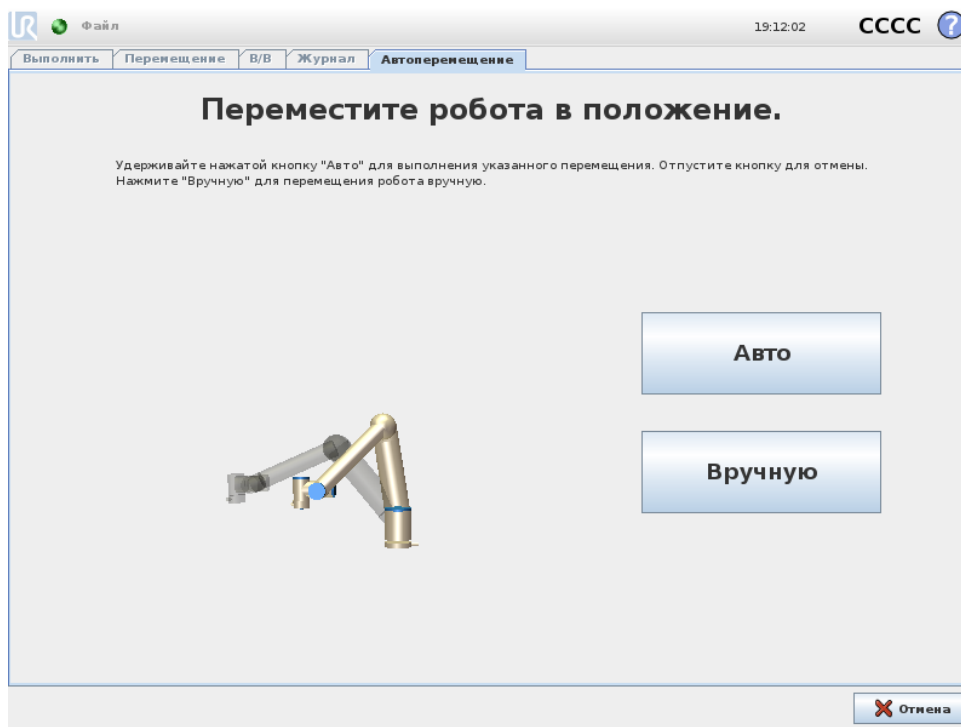 UR Файл 19:12:02 CCCC ?
Выполнить Перемещение В/В Журнал Автоперемещение
Переместите робота в положение.
Удерживайте нажатой кнопку "Авто" для выполнения указанного перемещения. Отпустите кнопку для отмены.
Нажмите "Вручную" для перемещения робота вручную.
Авто
Вручную
Отмена